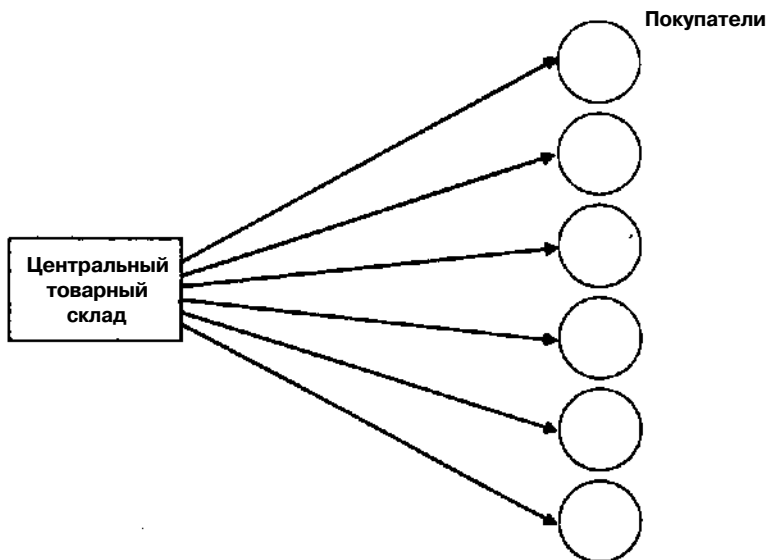 Покупатели
Центральный
товарный
склад